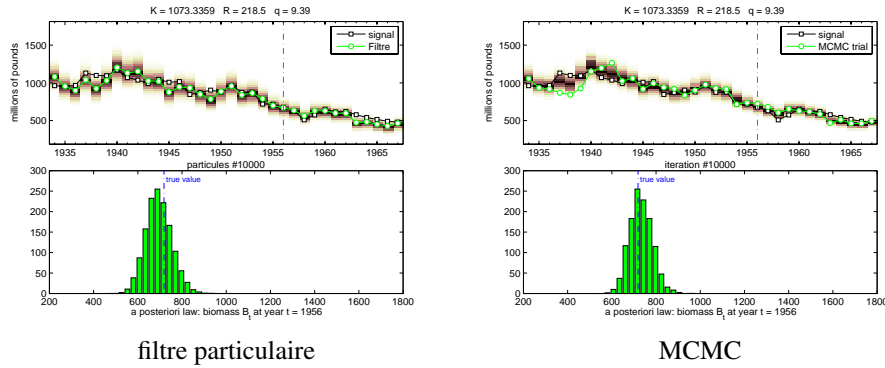 K = 1073.3359 R = 218.5 q = 9.39
millions of pounds
1500
1000
500
signal
Filtre
1935 1940 1945 1950 1955 1960 1965
particules #10000
300
250
200
150
100
50
0
true value
200 400 600 800 1000 1200 1400 1600 1800
a posteriori law: biomass Bt at year t = 1956
filtre particulaire
K = 1073.3359 R = 218.5 q = 9.39
millions of pounds
1500
1000
500
signal
MCMC trial
1935 1940 1945 1950 1955 1960 1965
iteration #10000
300
250
200
150
100
50
0
true value
200 400 600 800 1000 1200 1400 1600 1800
a posteriori law: biomass Bt at year t = 1956
MCMC